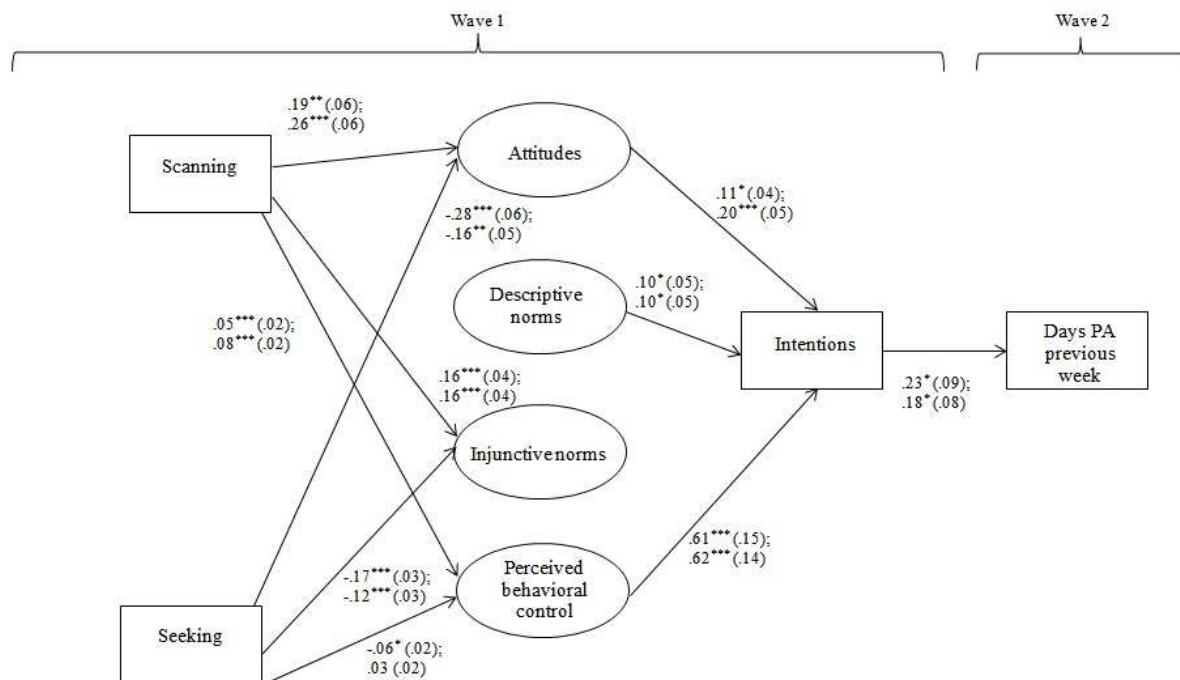 Wave 1
Wave 2
.19**(.06);
.26***(.06)
Scanning
Attitudes
-.28***(.06);
-.16**(.05)
.11*(.04);
.20***(.05)
Descriptive
norms
.10*(.05);
.10*(.05)
.05***(.02);
.08***(.02)
Intentions
Days PA
previous
week
.16***(.04);
.16***(.04)
.23*(.09)
.18*(.08)
Injunctive norms
.61***(.15);
.62***(.14)
Perceived
behavioral
control
-.17***(.03);
-.12***(.03)
Seeking
-.06*(.02);
.03 (.02)